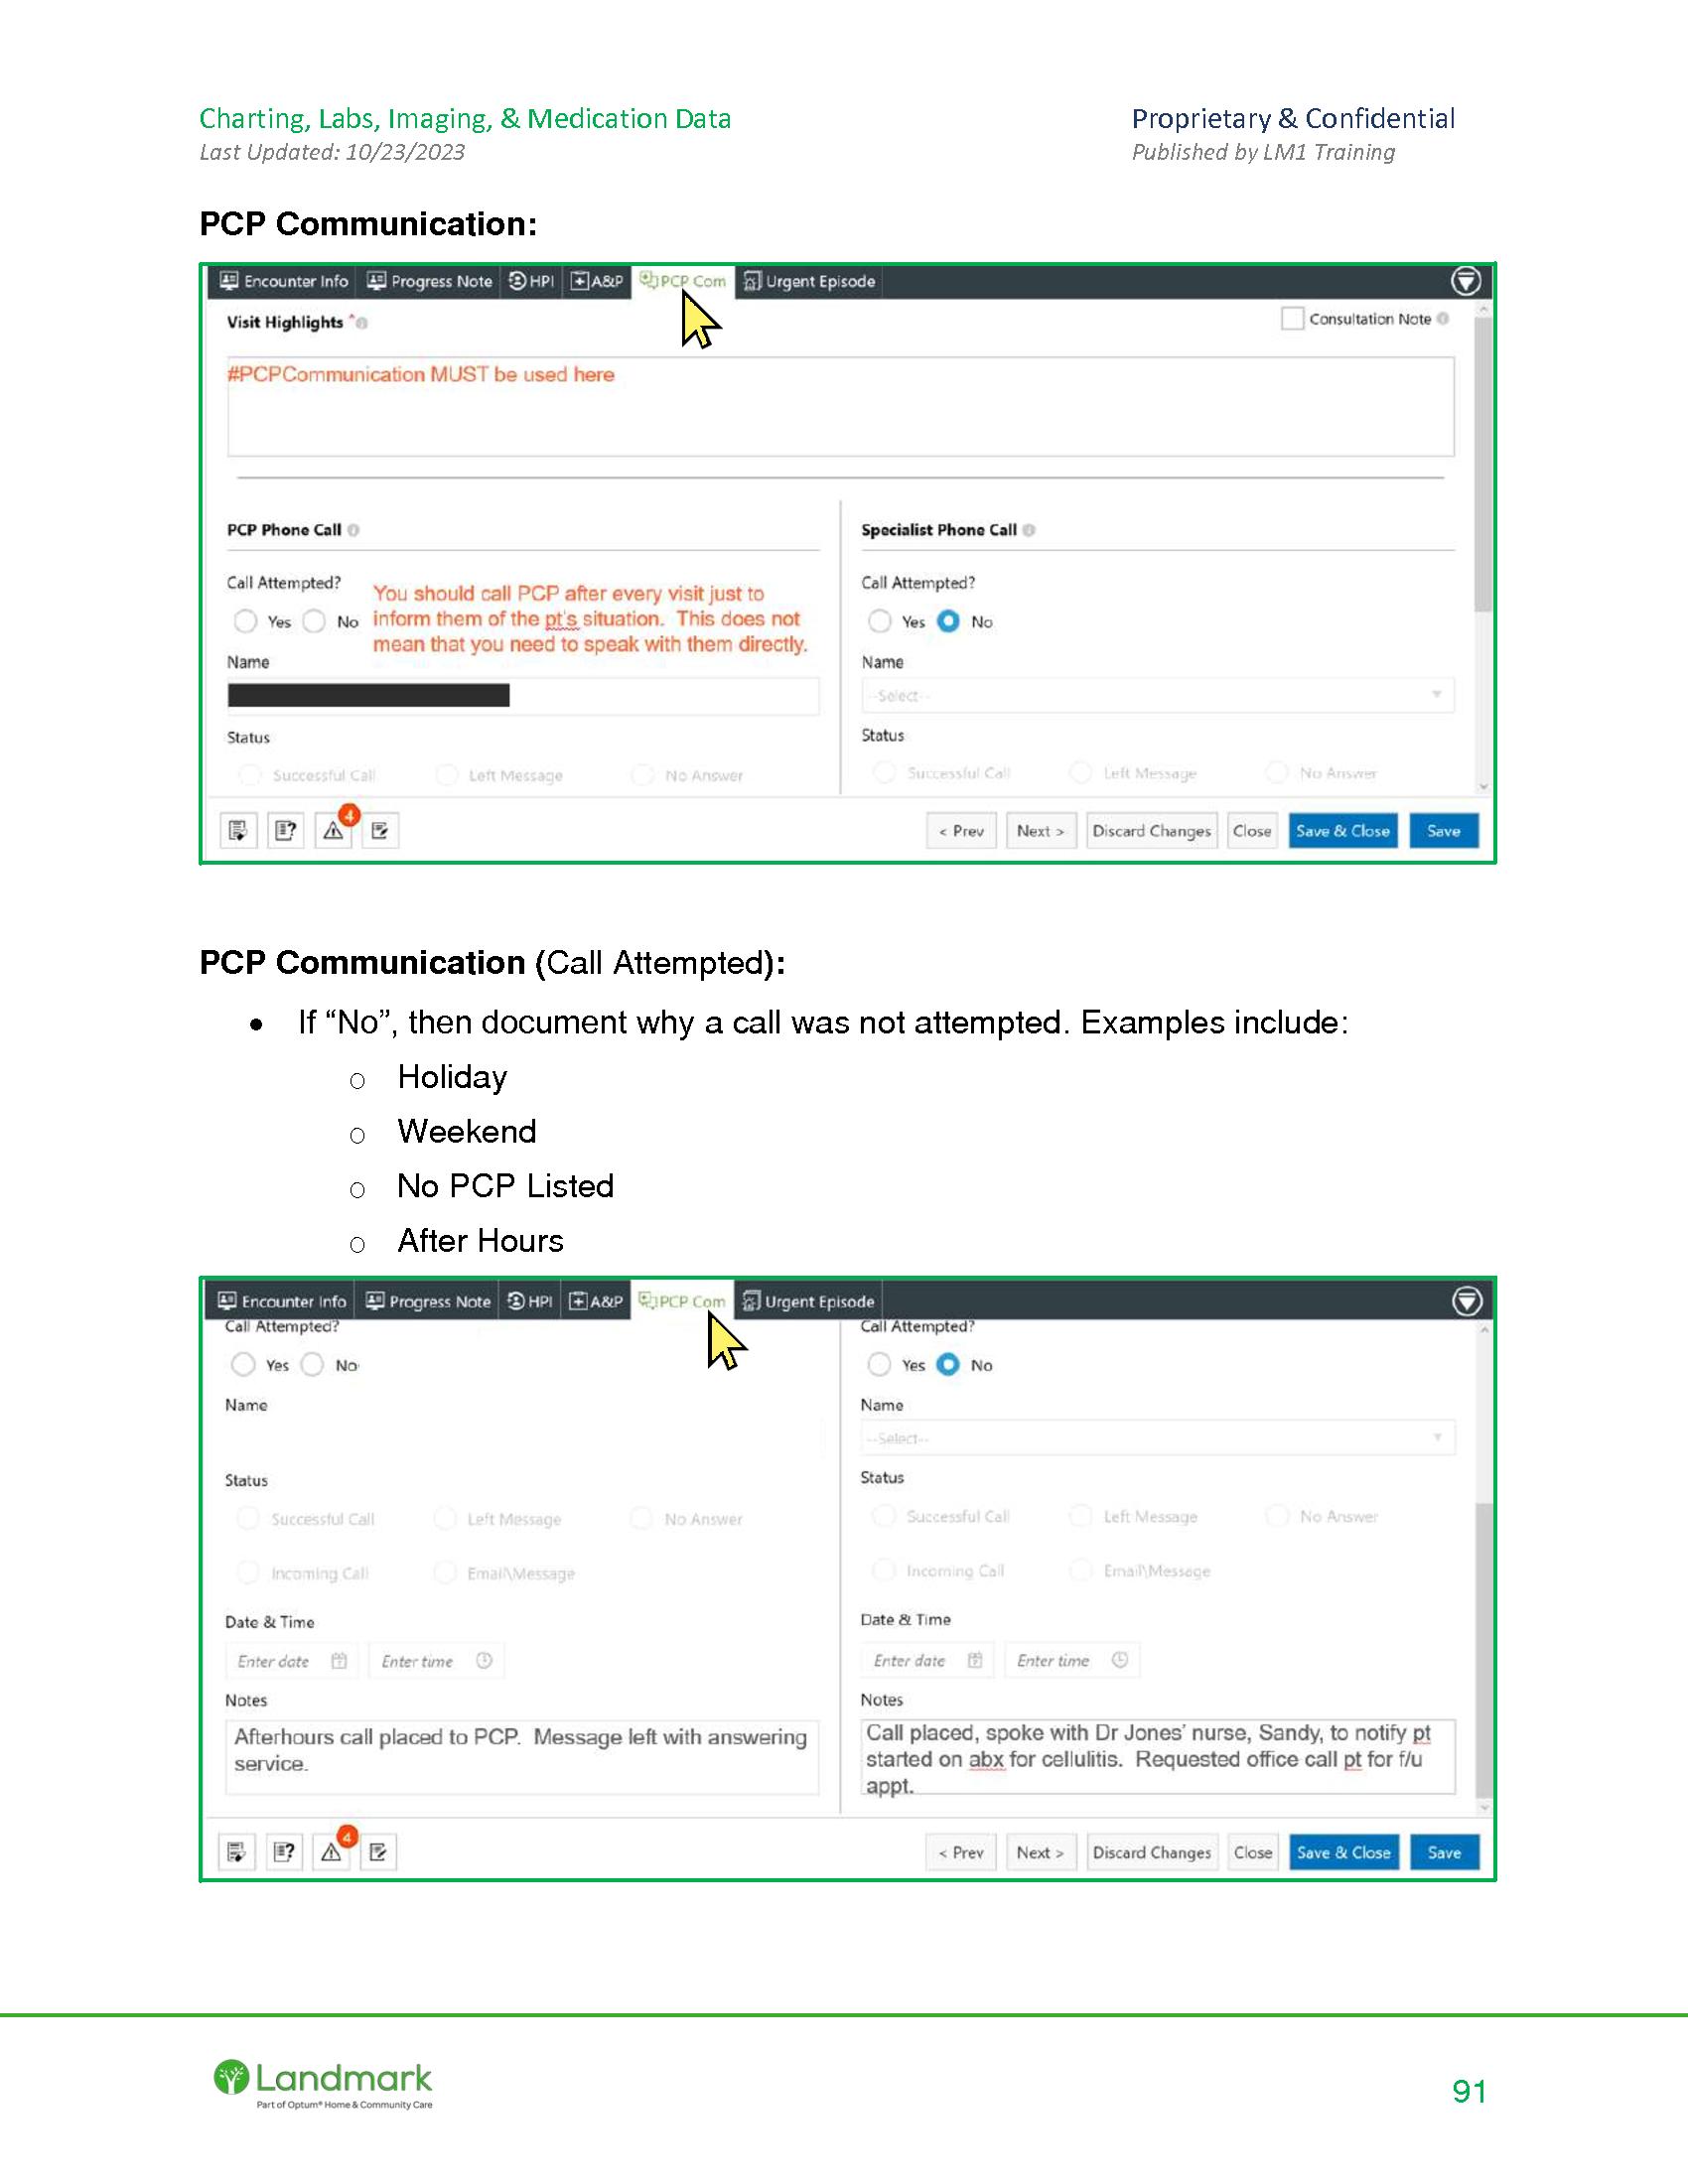 Charting, Labs, Imaging, & Medication Data
Proprietary & Confidential
Last Updated: 10/23/2023
Published by LM1 Training
PCP Communication:
Encounter Info Progress Note HPI A&P PCP Com Urgent Episode
Visit Highlights *
Consultation Note
#PCPCommunication MUST be used here
PCP Phone Call
Call Attempted?
Yes No
You should call PCP after every visit just to
inform them of the pt's situation. This does not
mean that you need to speak with them directly.
Name
Status
Successful Call Left Message No Answer
Specialist Phone Call
Call Attempted?
Yes No
Name
--Select--
Status
Successful Call Left Message No Answer
4
< Prev Next > Discard Changes Close Save & Close Save
PCP Communication (Call Attempted):
• If “No”, then document why a call was not attempted. Examples include:
o Holiday
o Weekend
o No PCP Listed
o After Hours
Encounter Info Progress Note HPI A&P PCP Com Urgent Episode
Call Attempted?
Yes No
Name
Status
Successful Call Left Message No Answer
Incoming Call Email\Message
Date & Time
Enter date Enter time
Notes
Afterhours call placed to PCP. Message left with answering
service.
Call Attempted?
Yes No
Name
--Select--
Status
Successful Call Left Message No Answer
Incoming Call Email\Message
Date & Time
Enter date Enter time
Notes
Call placed, spoke with Dr Jones’ nurse, Sandy, to notify pt
started on abx for cellulitis. Requested office call pt for f/u
appt.
4
< Prev Next > Discard Changes Close Save & Close Save
Landmark
Part of Optum® Home & Community Care
91